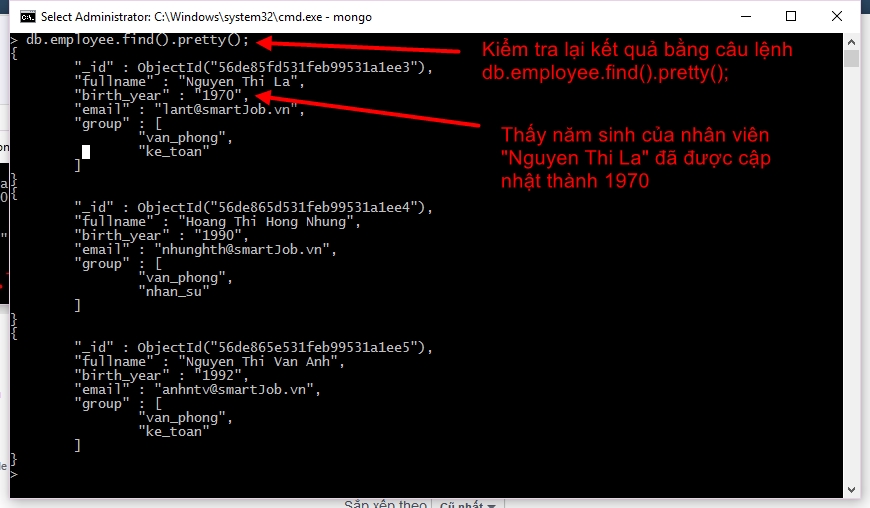 Select Administrator: C:\Windows\system32\cmd.exe - mongo
> db.employee.find().pretty();
{
"_id" : ObjectId("56de85fd531feb99531a1ee3"),
"fullname" : "Nguyen Thi La",
"birth_year" : "1970",
"email" : "lant@smartJob.vn",
"group" : [
"van_phong",
"ke_toan"
]
}
{
"_id" : ObjectId("56de865d531feb99531a1ee4"),
"fullname" : "Hoang Thi Hong Nhung",
"birth_year" : "1990",
"email" : "nhunghth@smartJob.vn",
"group" : [
"van_phong",
"nhan_su"
]
}
{
"_id" : ObjectId("56de865e531feb99531a1ee5"),
"fullname" : "Nguyen Thi Van Anh",
"birth_year" : "1992",
"email" : "anhntv@smartJob.vn",
"group" : [
"van_phong",
"ke_toan"
]
}
>
Kiểm tra lại kết quả bằng câu lệnh
db.employee.find().pretty();
Thấy năm sinh của nhân viên
"Nguyen Thi La" đã được cập
nhật thành 1970
Sắp xếp theo Cũ nhất